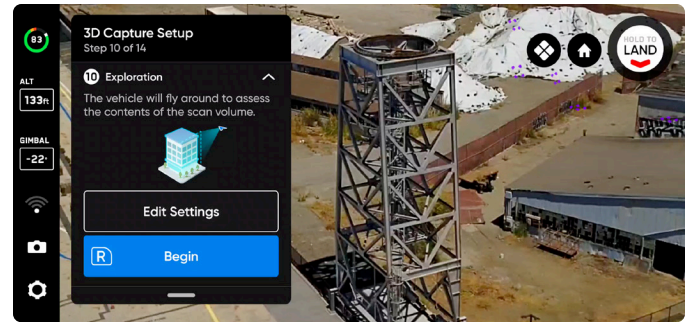 83
ALT
133FT
GIMBAL
-22°
3D Capture Setup
Step 10 of 14
10 Exploration
The vehicle will fly around to assess
the contents of the scan volume.
Edit Settings
R Begin
HOLD TO
LAND